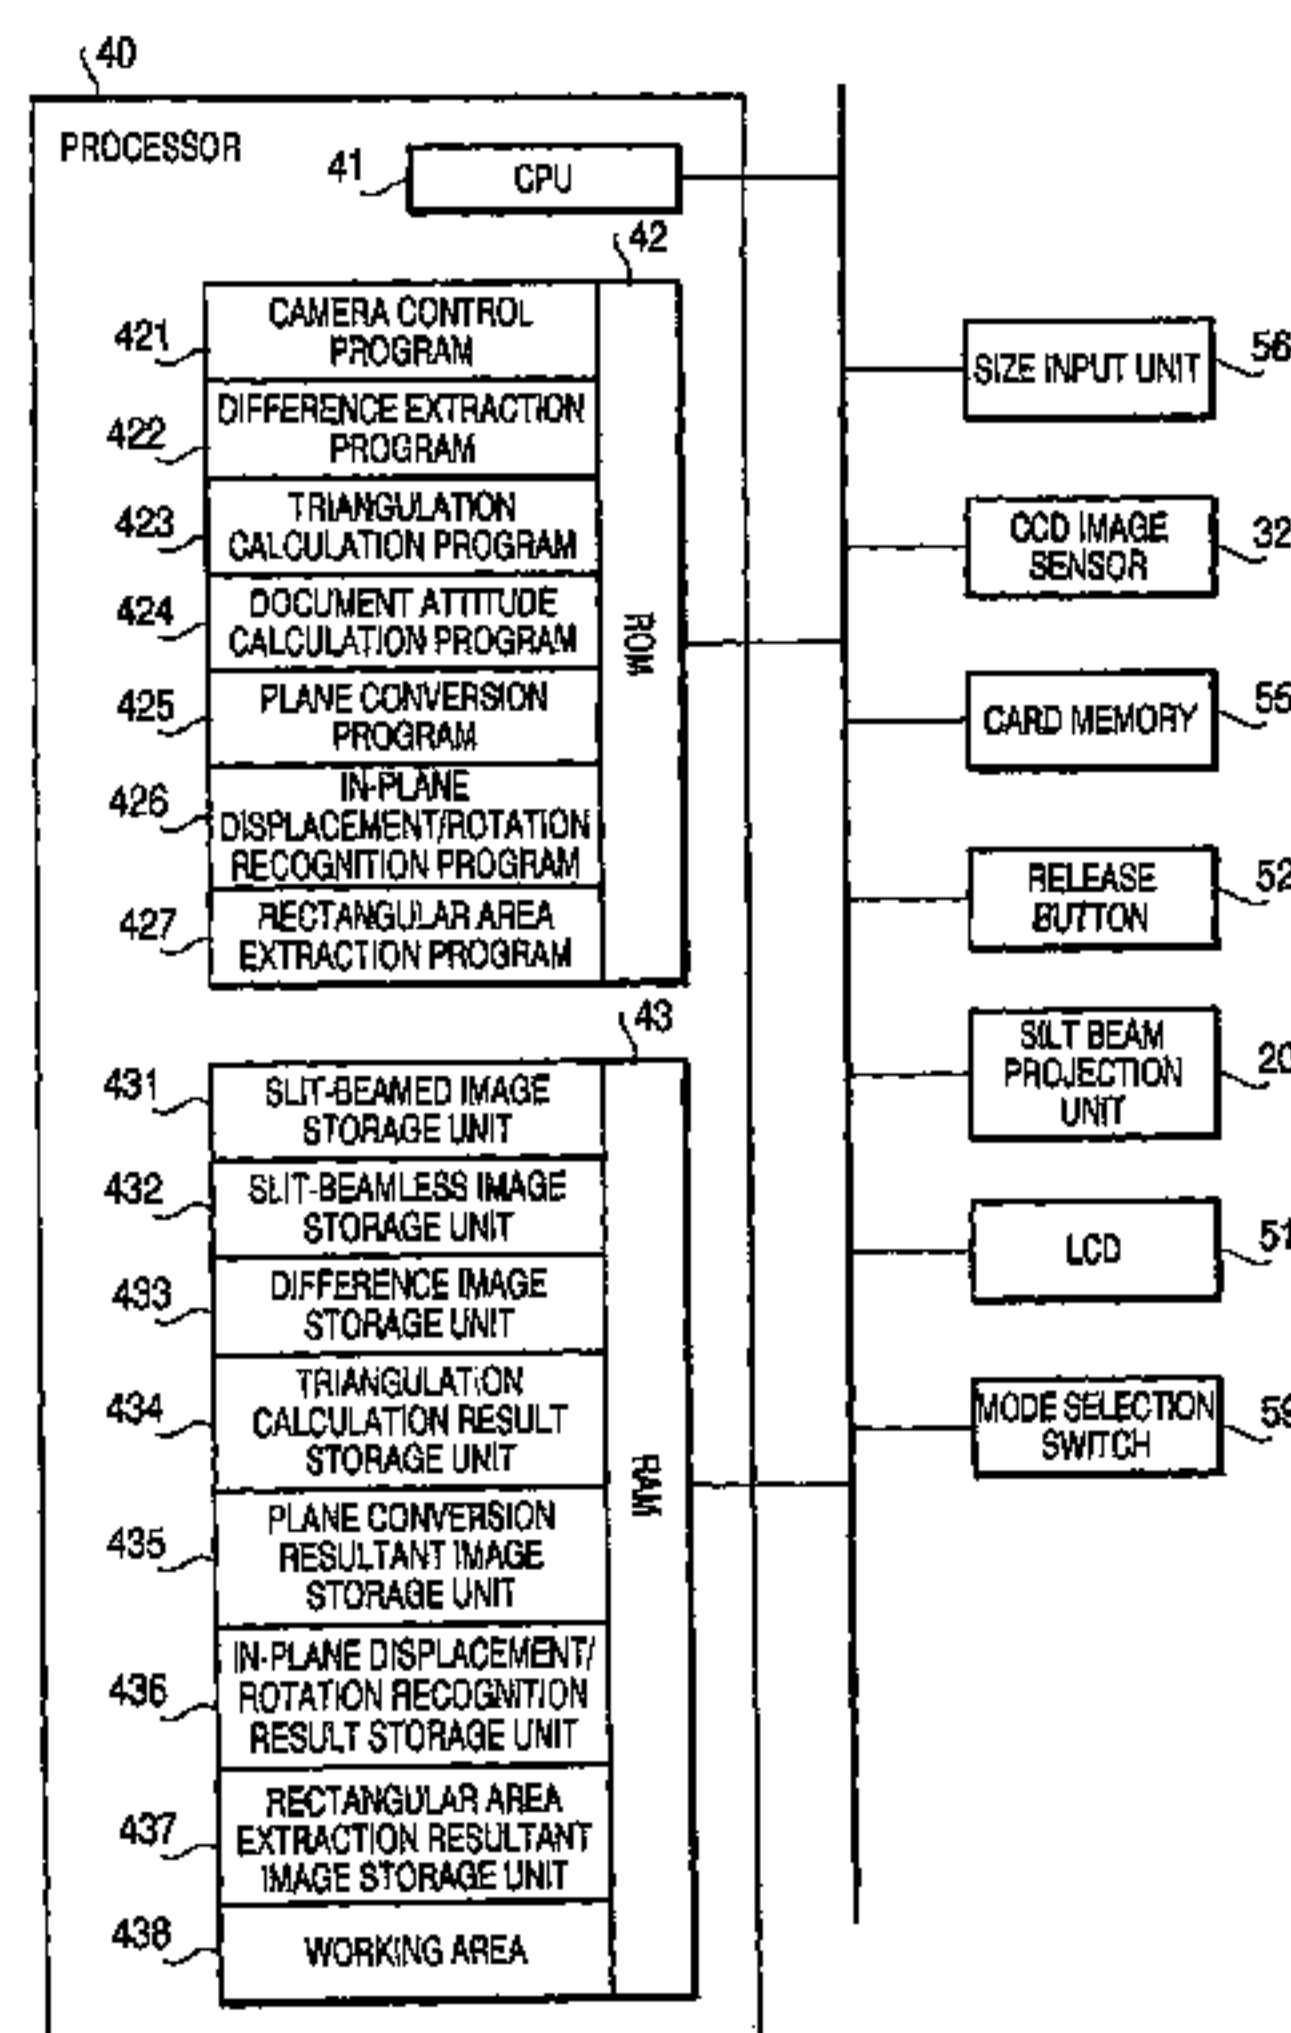 40
PROCESSOR
41
CPU
42
421
CAMERA CONTROL
PROGRAM
422
DIFFERENCE EXTRACTION
PROGRAM
423
TRIANGULATION
CALCULATION PROGRAM
424
DOCUMENT ATTITUDE
CALCULATION PROGRAM
425
PLANE CONVERSION
PROGRAM
426
IN-PLANE
DISPLACEMENT/ROTATION
RECOGNITION PROGRAM
427
RECTANGULAR AREA
EXTRACTION PROGRAM
ROM
43
431
SLIT-BEAMED IMAGE
STORAGE UNIT
432
SLIT-BEAMLESS IMAGE
STORAGE UNIT
433
DIFFERENCE IMAGE
STORAGE UNIT
434
TRIANGULATION
CALCULATION RESULT
STORAGE UNIT
435
PLANE CONVERSION
RESULTANT IMAGE
STORAGE UNIT
436
IN-PLANE DISPLACEMENT/
ROTATION RECOGNITION
RESULT STORAGE UNIT
437
RECTANGULAR AREA
EXTRACTION RESULTANT
IMAGE STORAGE UNIT
438
WORKING AREA
RAM
SIZE INPUT UNIT
56
CCD IMAGE
SENSOR
32
CARD MEMORY
55
RELEASE
BUTTON
52
SILT BEAM
PROJECTION
UNIT
20
LCD
51
MODE SELECTION
SWITCH
59